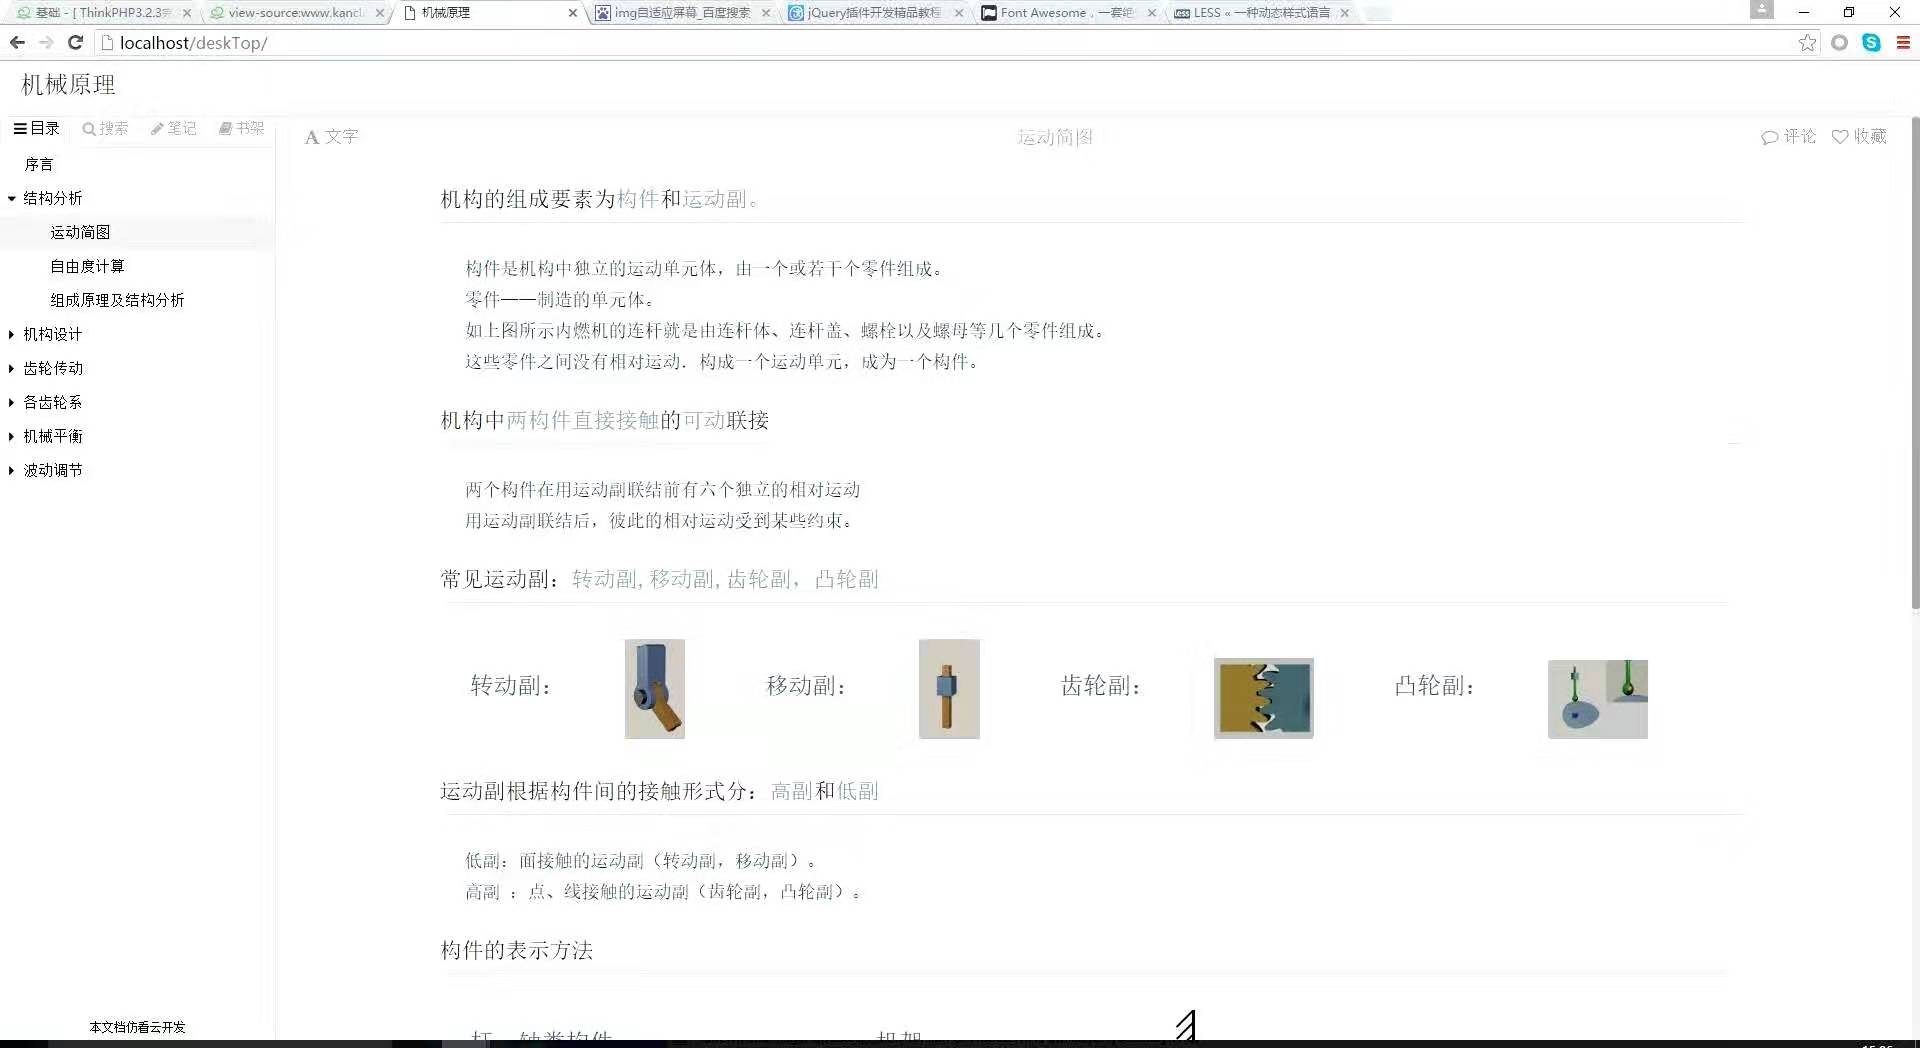 基础 - [ ThinkPHP3.2.3完
view-source:www.kancl
机械原理
img自适应屏幕_百度搜索
jQuery插件开发精品教程
Font Awesome，一套绝
LESS « 一种动态样式语言
localhost/deskTop/
机械原理
目录 搜索 笔记 书架
序言
结构分析
运动简图
自由度计算
组成原理及结构分析
机构设计
齿轮传动
各齿轮系
机械平衡
波动调节
本文档仿看云开发
A 文字
运动简图
评论 收藏
机构的组成要素为构件和运动副。
构件是机构中独立的运动单元体，由一个或若干个零件组成。
零件——制造的单元体。
如上图所示内燃机的连杆就是由连杆体、连杆盖、螺栓以及螺母等几个零件组成。
这些零件之间没有相对运动．构成一个运动单元，成为一个构件。
机构中两构件直接接触的可动联接
两个构件在用运动副联结前有六个独立的相对运动
用运动副联结后，彼此的相对运动受到某些约束。
常见运动副：转动副,移动副,齿轮副，凸轮副
转动副： 移动副： 齿轮副： 凸轮副：
运动副根据构件间的接触形式分：高副和低副
低副：面接触的运动副（转动副，移动副）。
高副 ：点、线接触的运动副（齿轮副，凸轮副）。
构件的表示方法